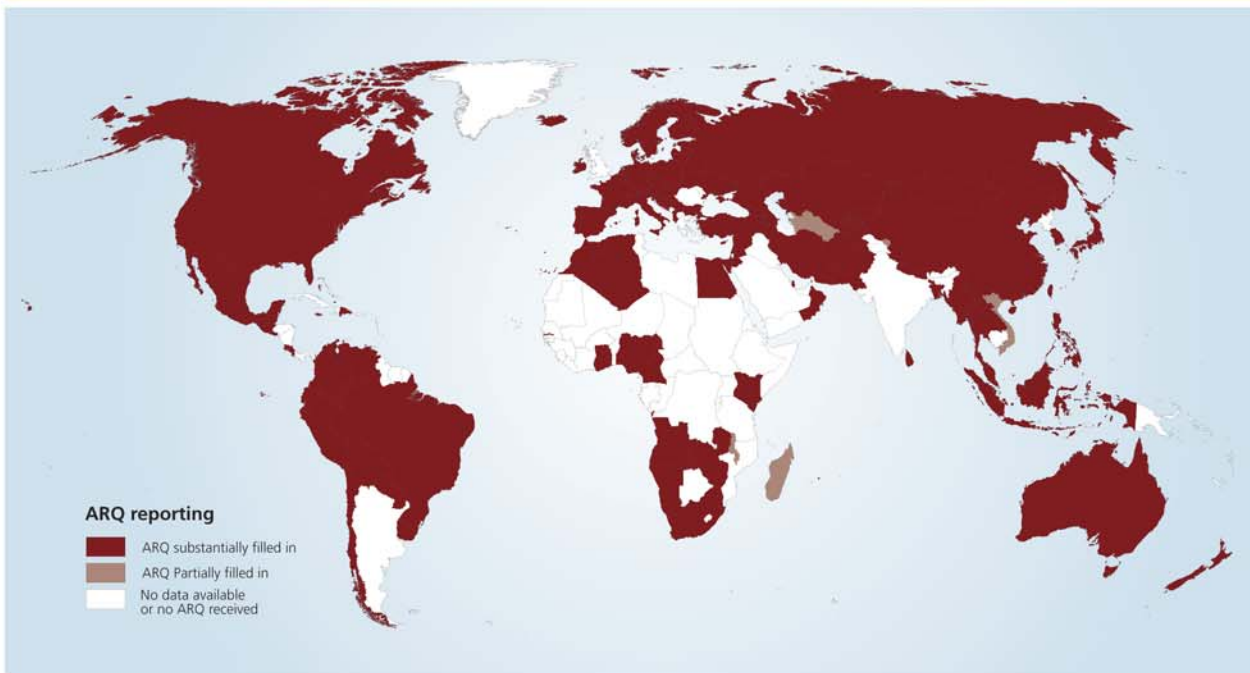 ARQ reporting
ARQ substantially filled in
ARQ Partially filled in
No data available
or no ARQ received